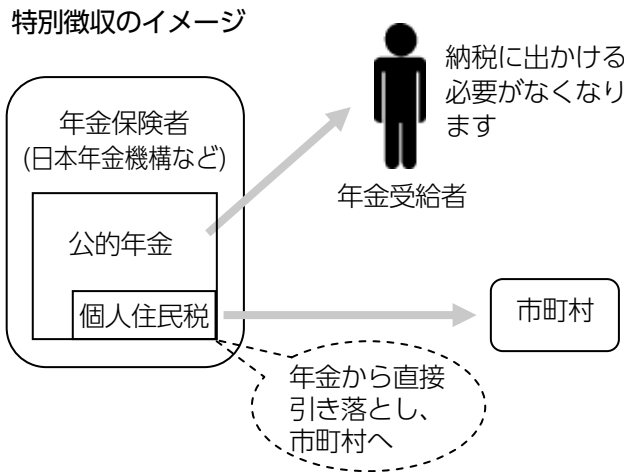 特別徴収のイメージ
納税に出かける
必要がなくなり
ます
年金受給者
年金保険者
(日本年金機構など)
公的年金
個人住民税
市町村
年金から直接
引き落とし、
市町村へ